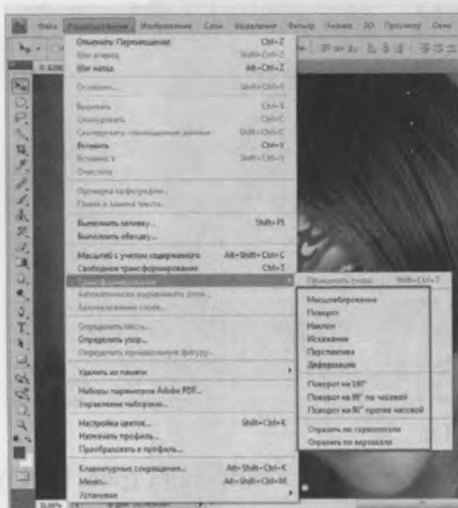 Файл Редактирование Изображение Слои Выделение Фильтр Анализ 3D Просмотр Окно
Отменить: Перемещение Ctrl+Z
Шаг вперед Shift+Ctrl+Z
Шаг назад Alt+Ctrl+Z
Ослабить... Shift+Ctrl+F
Вырезать Ctrl+X
Скопировать Ctrl+C
Скопировать совмещенные данные Shift+Ctrl+C
Вставить Ctrl+V
Вставить в Shift+Ctrl+V
Очистить
Проверка орфографии...
Поиск и замена текста...
Выполнить заливку... Shift+F5
Выполнить обводку...
Масштаб с учетом содержимого Alt+Shift+Ctrl+C
Свободное трансформирование Ctrl+T
Трансформирование
Применить снова Shift+Ctrl+T
Масштабирование
Поворот
Наклон
Искажение
Перспектива
Деформация
Поворот на 180°
Поворот на 90° по часовой
Поворот на 90° против часовой
Отразить по горизонтали
Отразить по вертикали
Автоматически выравнивать слои...
Автоналожение слоев...
Определить кисть...
Определить узор...
Определить произвольную фигуру...
Удалить из памяти
Наборы параметров Adobe PDF...
Управление наборами...
Настройка цветов... Shift+Ctrl+K
Назначить профиль...
Преобразовать в профиль...
Клавиатурные сокращения... Alt+Shift+Ctrl+K
Меню... Alt+Shift+Ctrl+M
Установки